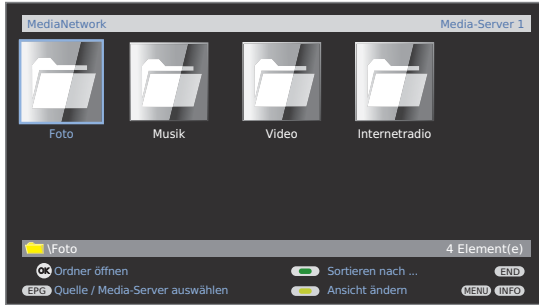 MediaNetwork Media-Server 1
Foto Musik Video Internetradio
\Foto 4 Element(e)
OK Ordner öffnen Sortieren nach ... END
EPG Quelle / Media-Server auswählen Ansicht ändern MENU INFO